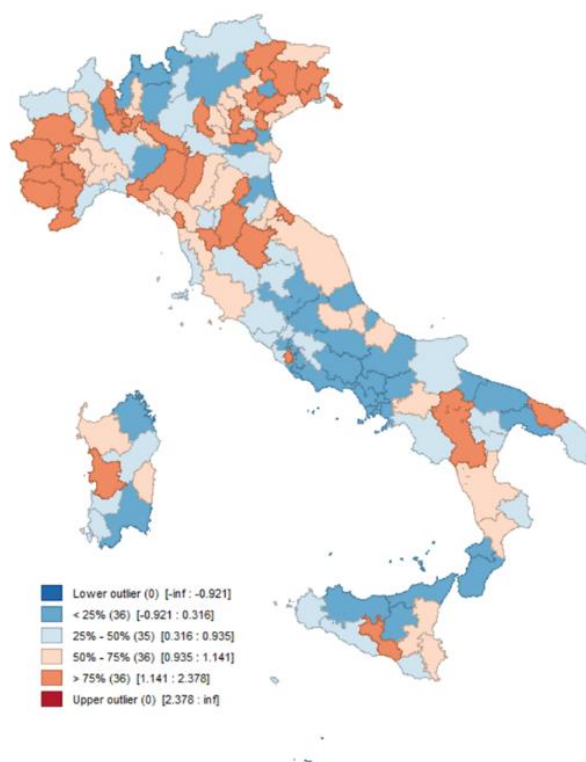 Lower outlier (0) [-inf : -0.921]
< 25% (36) [-0.921 : 0.316]
25% - 50% (35) [0.316 : 0.935]
50% - 75% (36) [0.935 : 1.141]
> 75% (36) [1.141 : 2.378]
Upper outlier (0) [2.378 : inf]